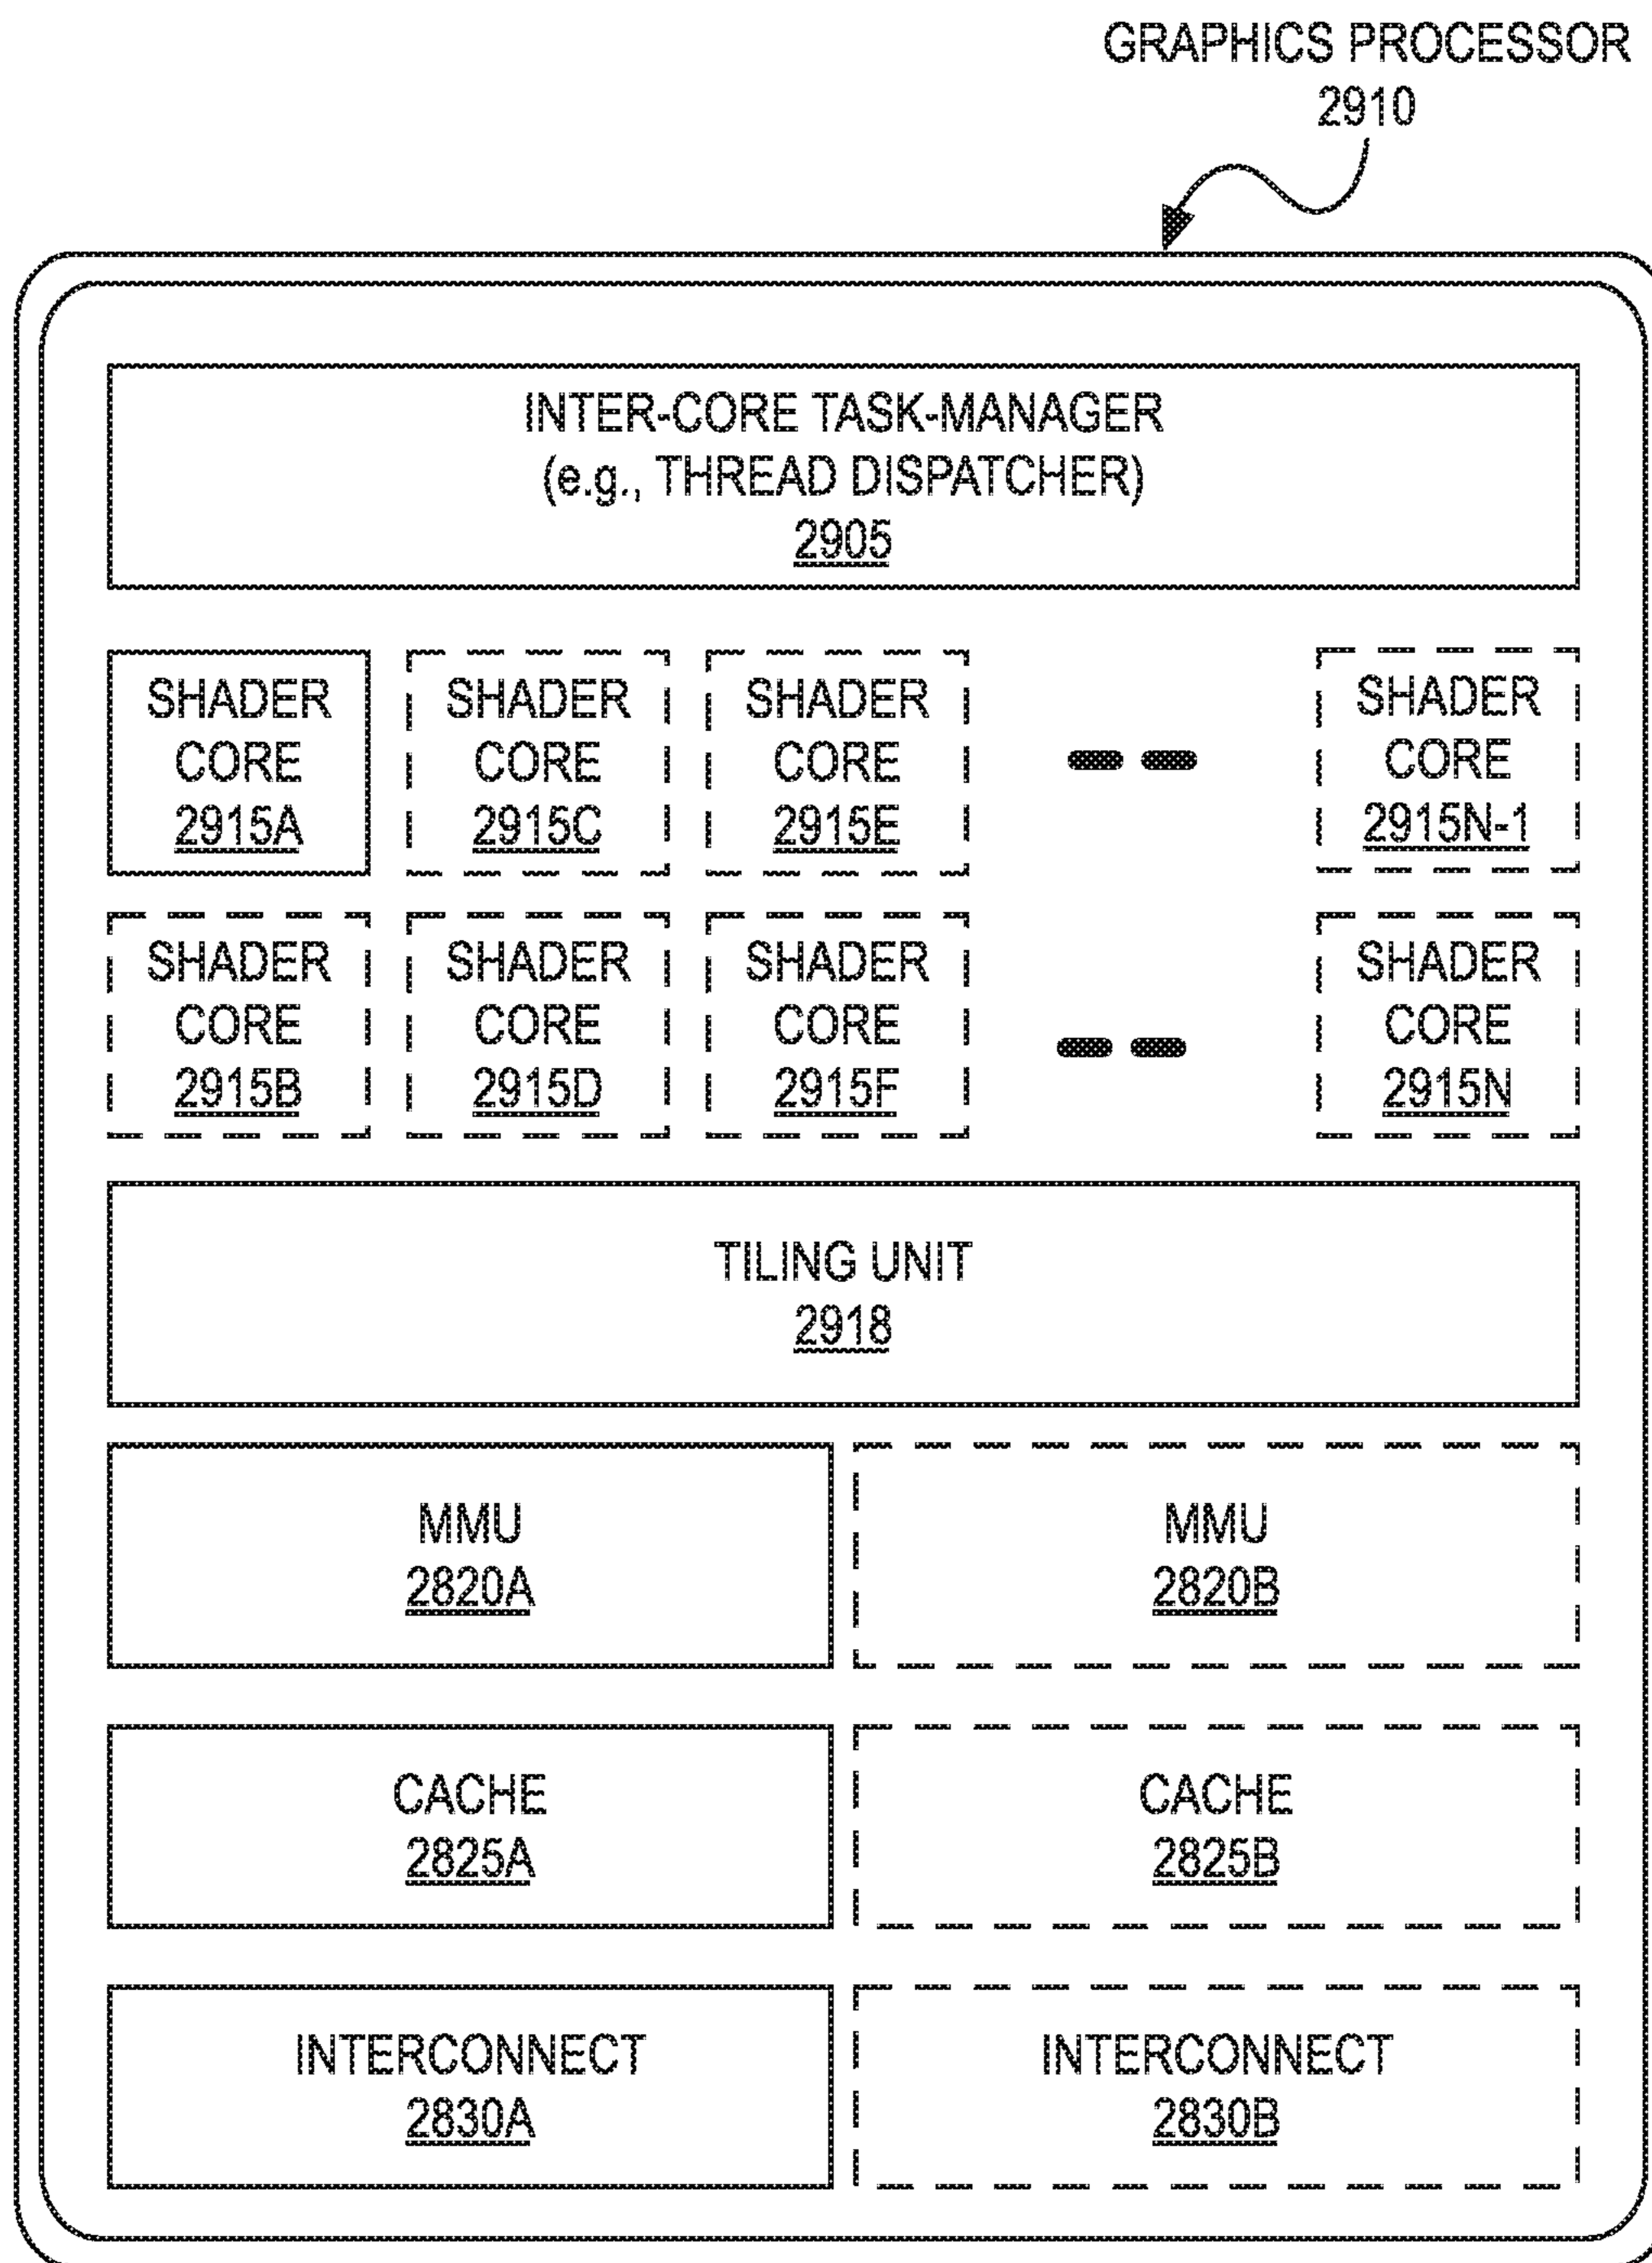 GRAPHICS PROCESSOR
2910
INTER-CORE TASK-MANAGER
(e.g., THREAD DISPATCHER)
2905
SHADER
CORE
2915A
SHADER
CORE
2915C
SHADER
CORE
2915E
SHADER
CORE
2915N-1
SHADER
CORE
2915B
SHADER
CORE
2915D
SHADER
CORE
2915F
SHADER
CORE
2915N
TILING UNIT
2918
MMU
2820A
MMU
2820B
CACHE
2825A
CACHE
2825B
INTERCONNECT
2830A
INTERCONNECT
2830B